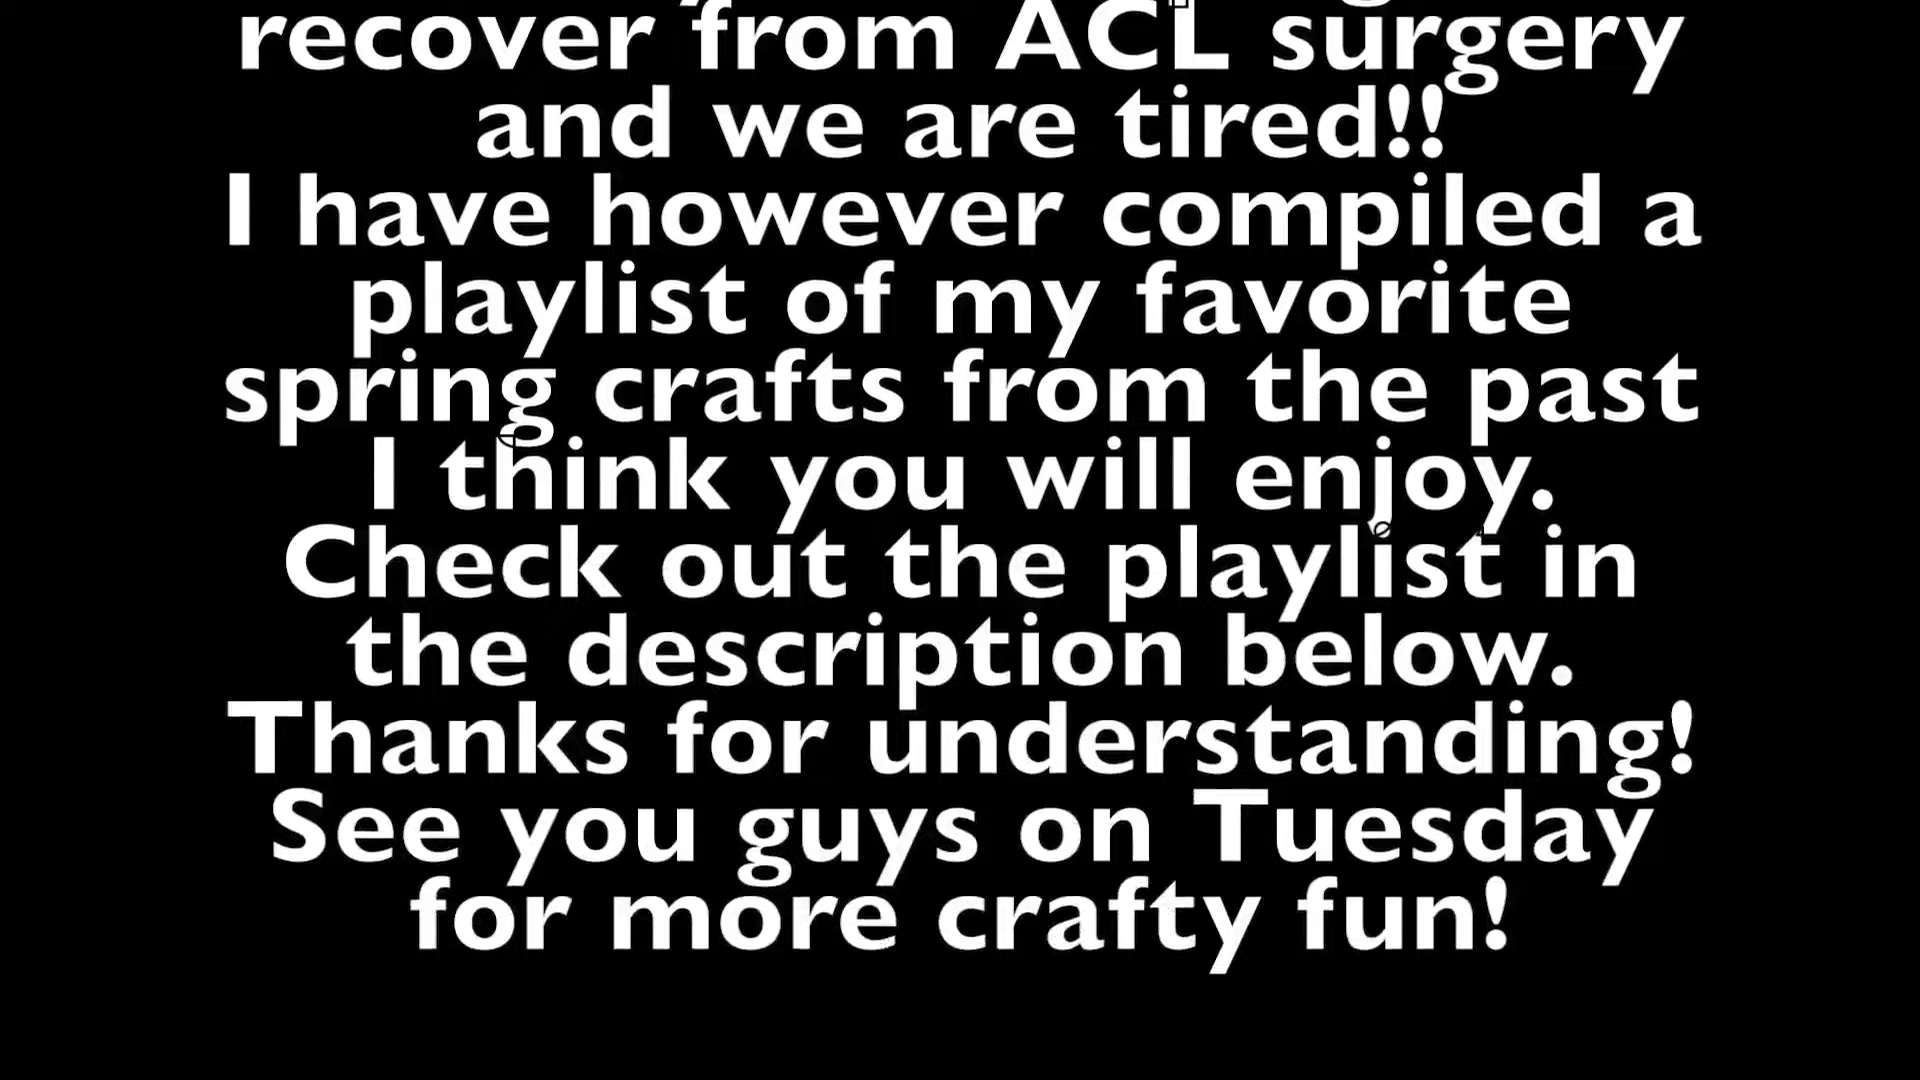 recover from ACL surgery
and we are tired!!
I have however compiled a
playlist of my favorite
spring crafts from the past
I think you will enjoy.
Check out the playlist in
the description below.
Thanks for understanding!
See you guys on Tuesday
for more crafty fun!